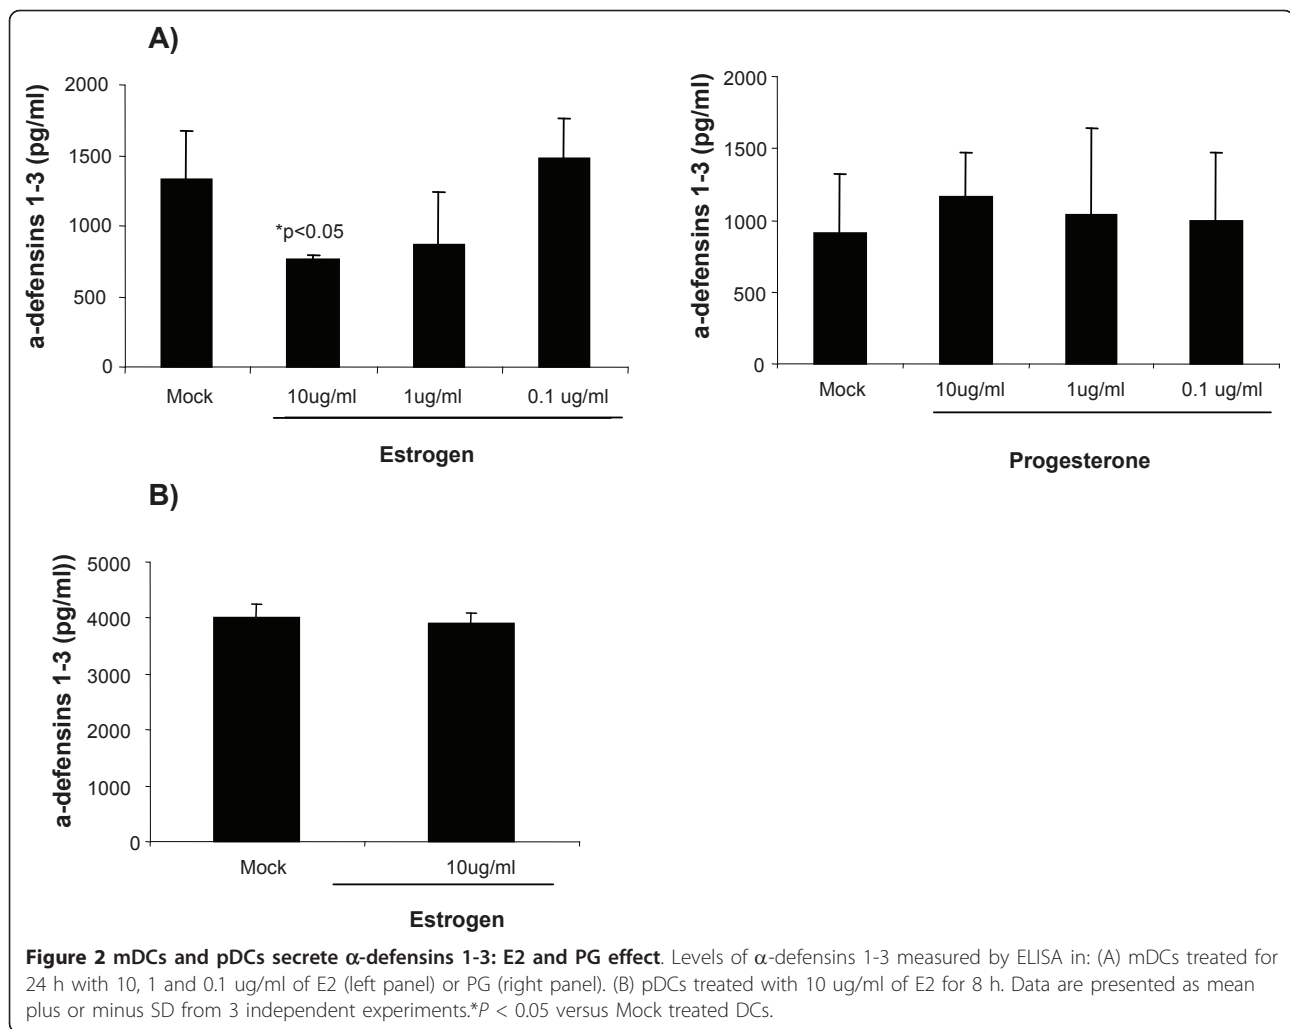 A)
a-defensins 1-3 (pg/ml)
2000
1500
1000
500
0
*p<0.05
Mock
10ug/ml
1ug/ml
0.1 ug/ml
Estrogen
a-defensins 1-3 (pg/ml)
2000
1500
1000
500
0
Mock
10ug/ml
1ug/ml
0.1 ug/ml
Progesterone
B)
a-defensins 1-3 (pg/ml))
5000
4000
3000
2000
1000
0
Mock
10ug/ml
Estrogen
Figure 2 mDCs and pDCs secrete α-defensins 1-3: E2 and PG effect. Levels of α-defensins 1-3 measured by ELISA in: (A) mDCs treated for
24 h with 10, 1 and 0.1 ug/ml of E2 (left panel) or PG (right panel). (B) pDCs treated with 10 ug/ml of E2 for 8 h. Data are presented as mean
plus or minus SD from 3 independent experiments.*P < 0.05 versus Mock treated DCs.